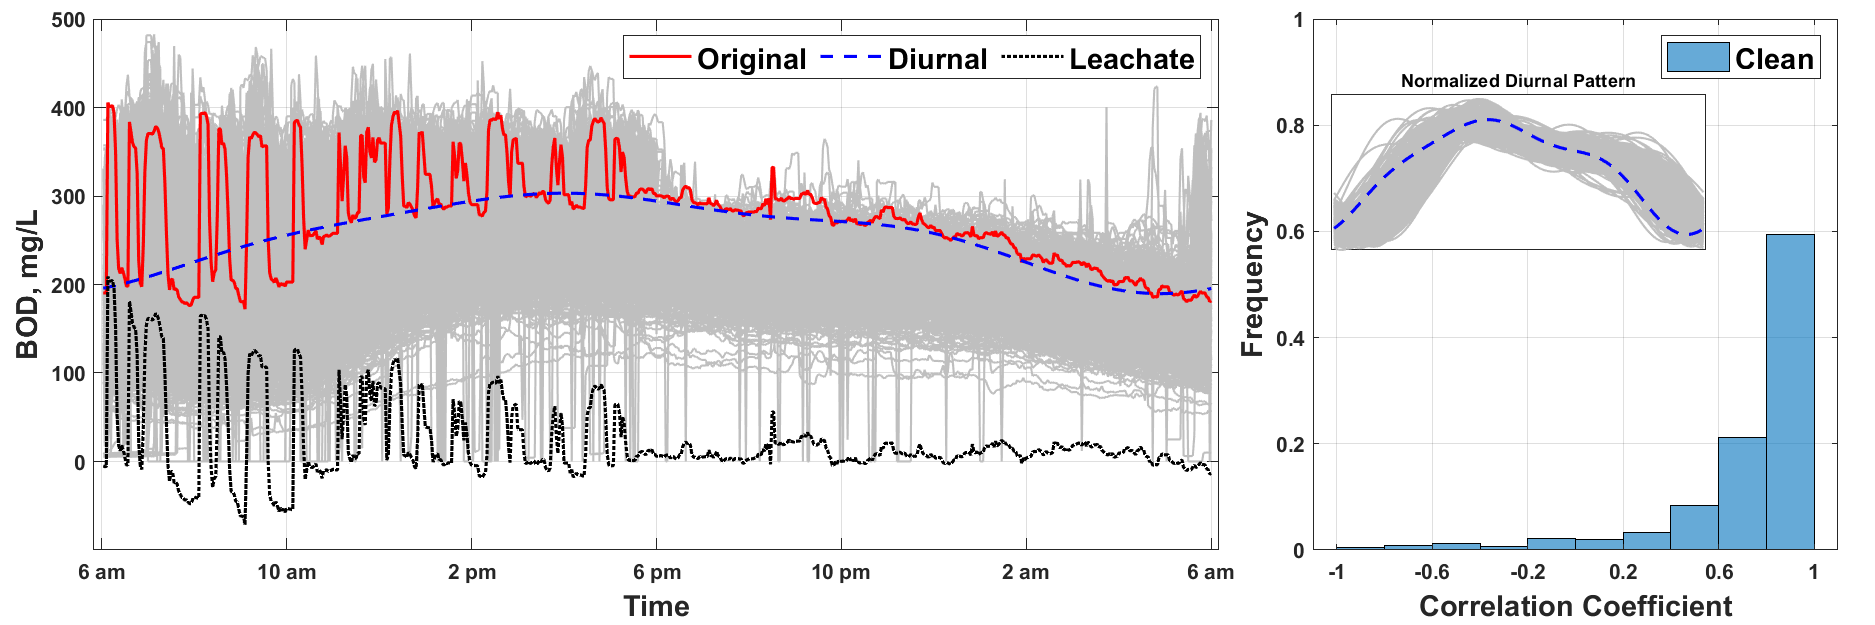 500
400
300
200
100
0
BOD, mg/L
Original Diurnal Leachate
6 am 10 am 2 pm 6 pm 10 pm 2 am 6 am
Time
1
0.8
0.6
0.4
0.2
0
Frequency
Clean
Normalized Diurnal Pattern
-1 -0.6 -0.2 0.2 0.6 1
Correlation Coefficient